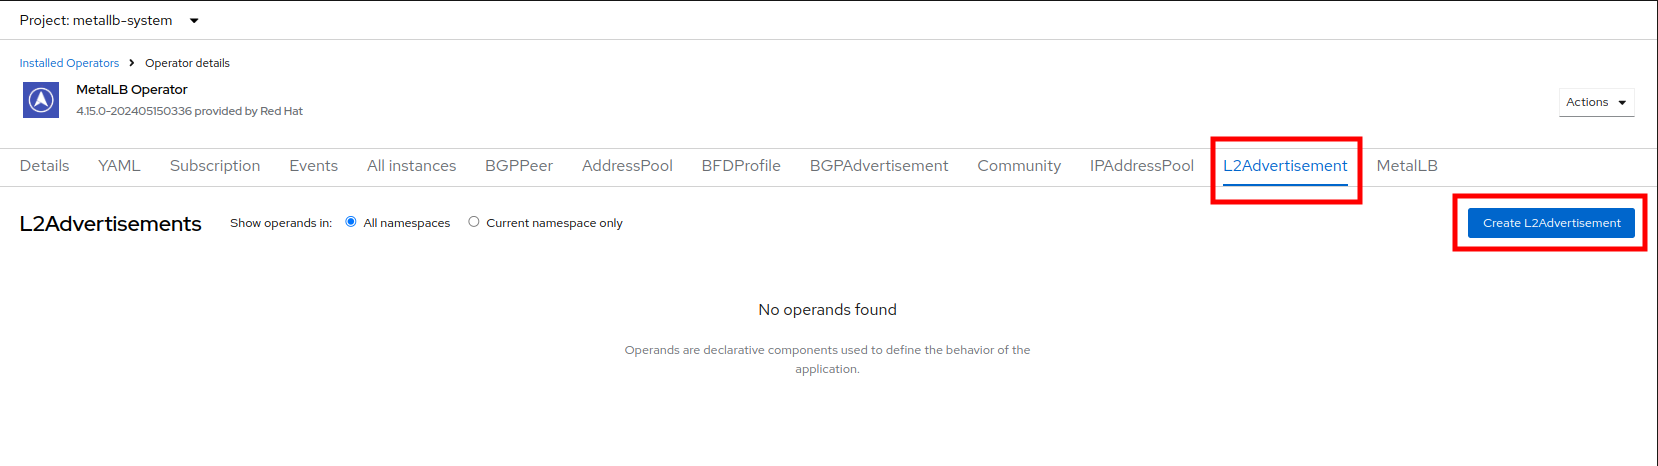 Project: metallb-system
Installed Operators > Operator details
MetalLB Operator
4.15.0-202405150336 provided by Red Hat
Actions
Details YAML Subscription Events All instances BGPPeer AddressPool BFDProfile BGPAdvertisement Community IPAddressPool L2Advertisement MetalLB
L2Advertisements Show operands in: All namespaces Current namespace only Create L2Advertisement
No operands found
Operands are declarative components used to define the behavior of the
application.